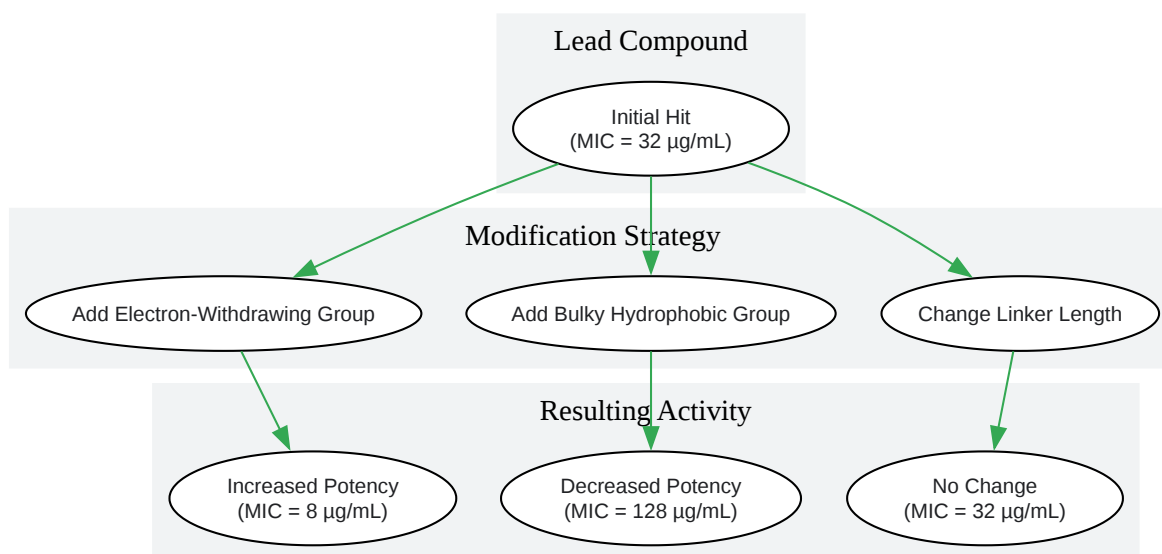 Lead Compound
Initial Hit
(MIC = 32 µg/mL)
Modification Strategy
Add Electron-Withdrawing Group
Add Bulky Hydrophobic Group
Change Linker Length
Resulting Activity
Increased Potency
(MIC = 8 µg/mL)
Decreased Potency
(MIC = 128 µg/mL)
No Change
(MIC = 32 µg/mL)